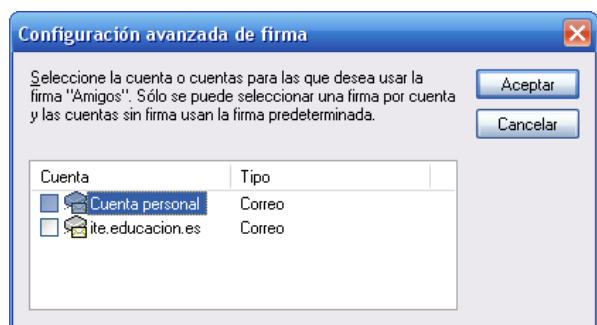 Configuración avanzada de firma
Seleccione la cuenta o cuentas para las que desea usar la
firma "Amigos". Sólo se puede seleccionar una firma por cuenta
y las cuentas sin firma usan la firma predeterminada.
Aceptar
Cancelar
Cuenta Tipo
Cuenta personal Correo
ite.educacion.es Correo